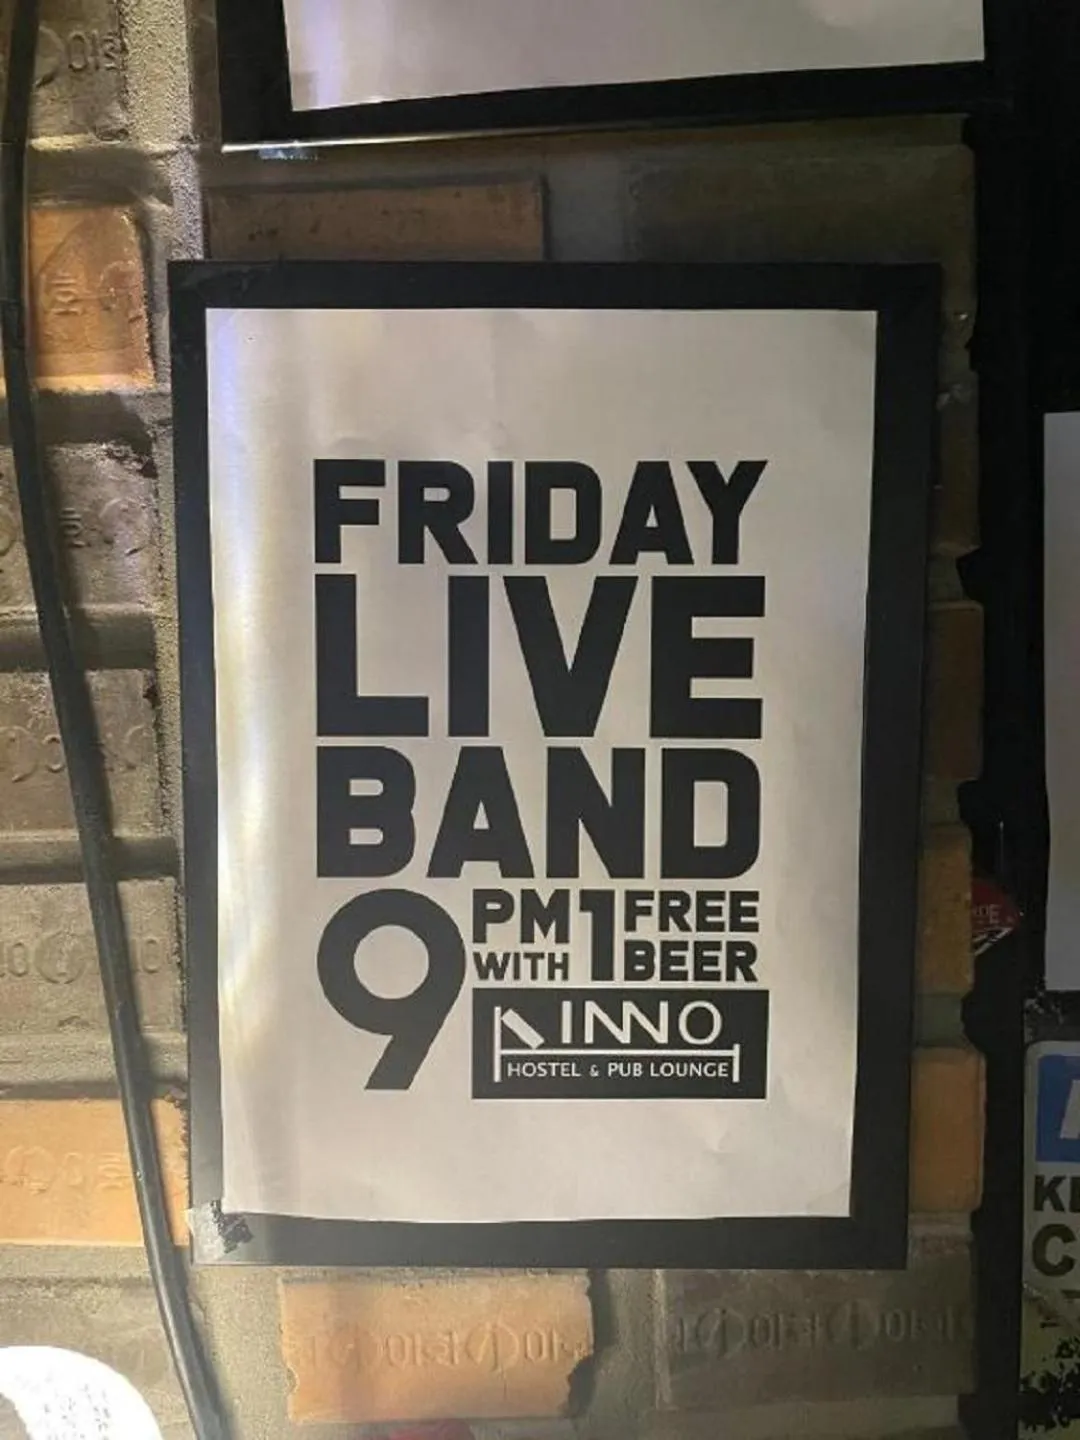 FRIDAY
LIVE
BAND
9 PM WITH 1 FREE BEER
INNO
HOSTEL & PUB LOUNGE